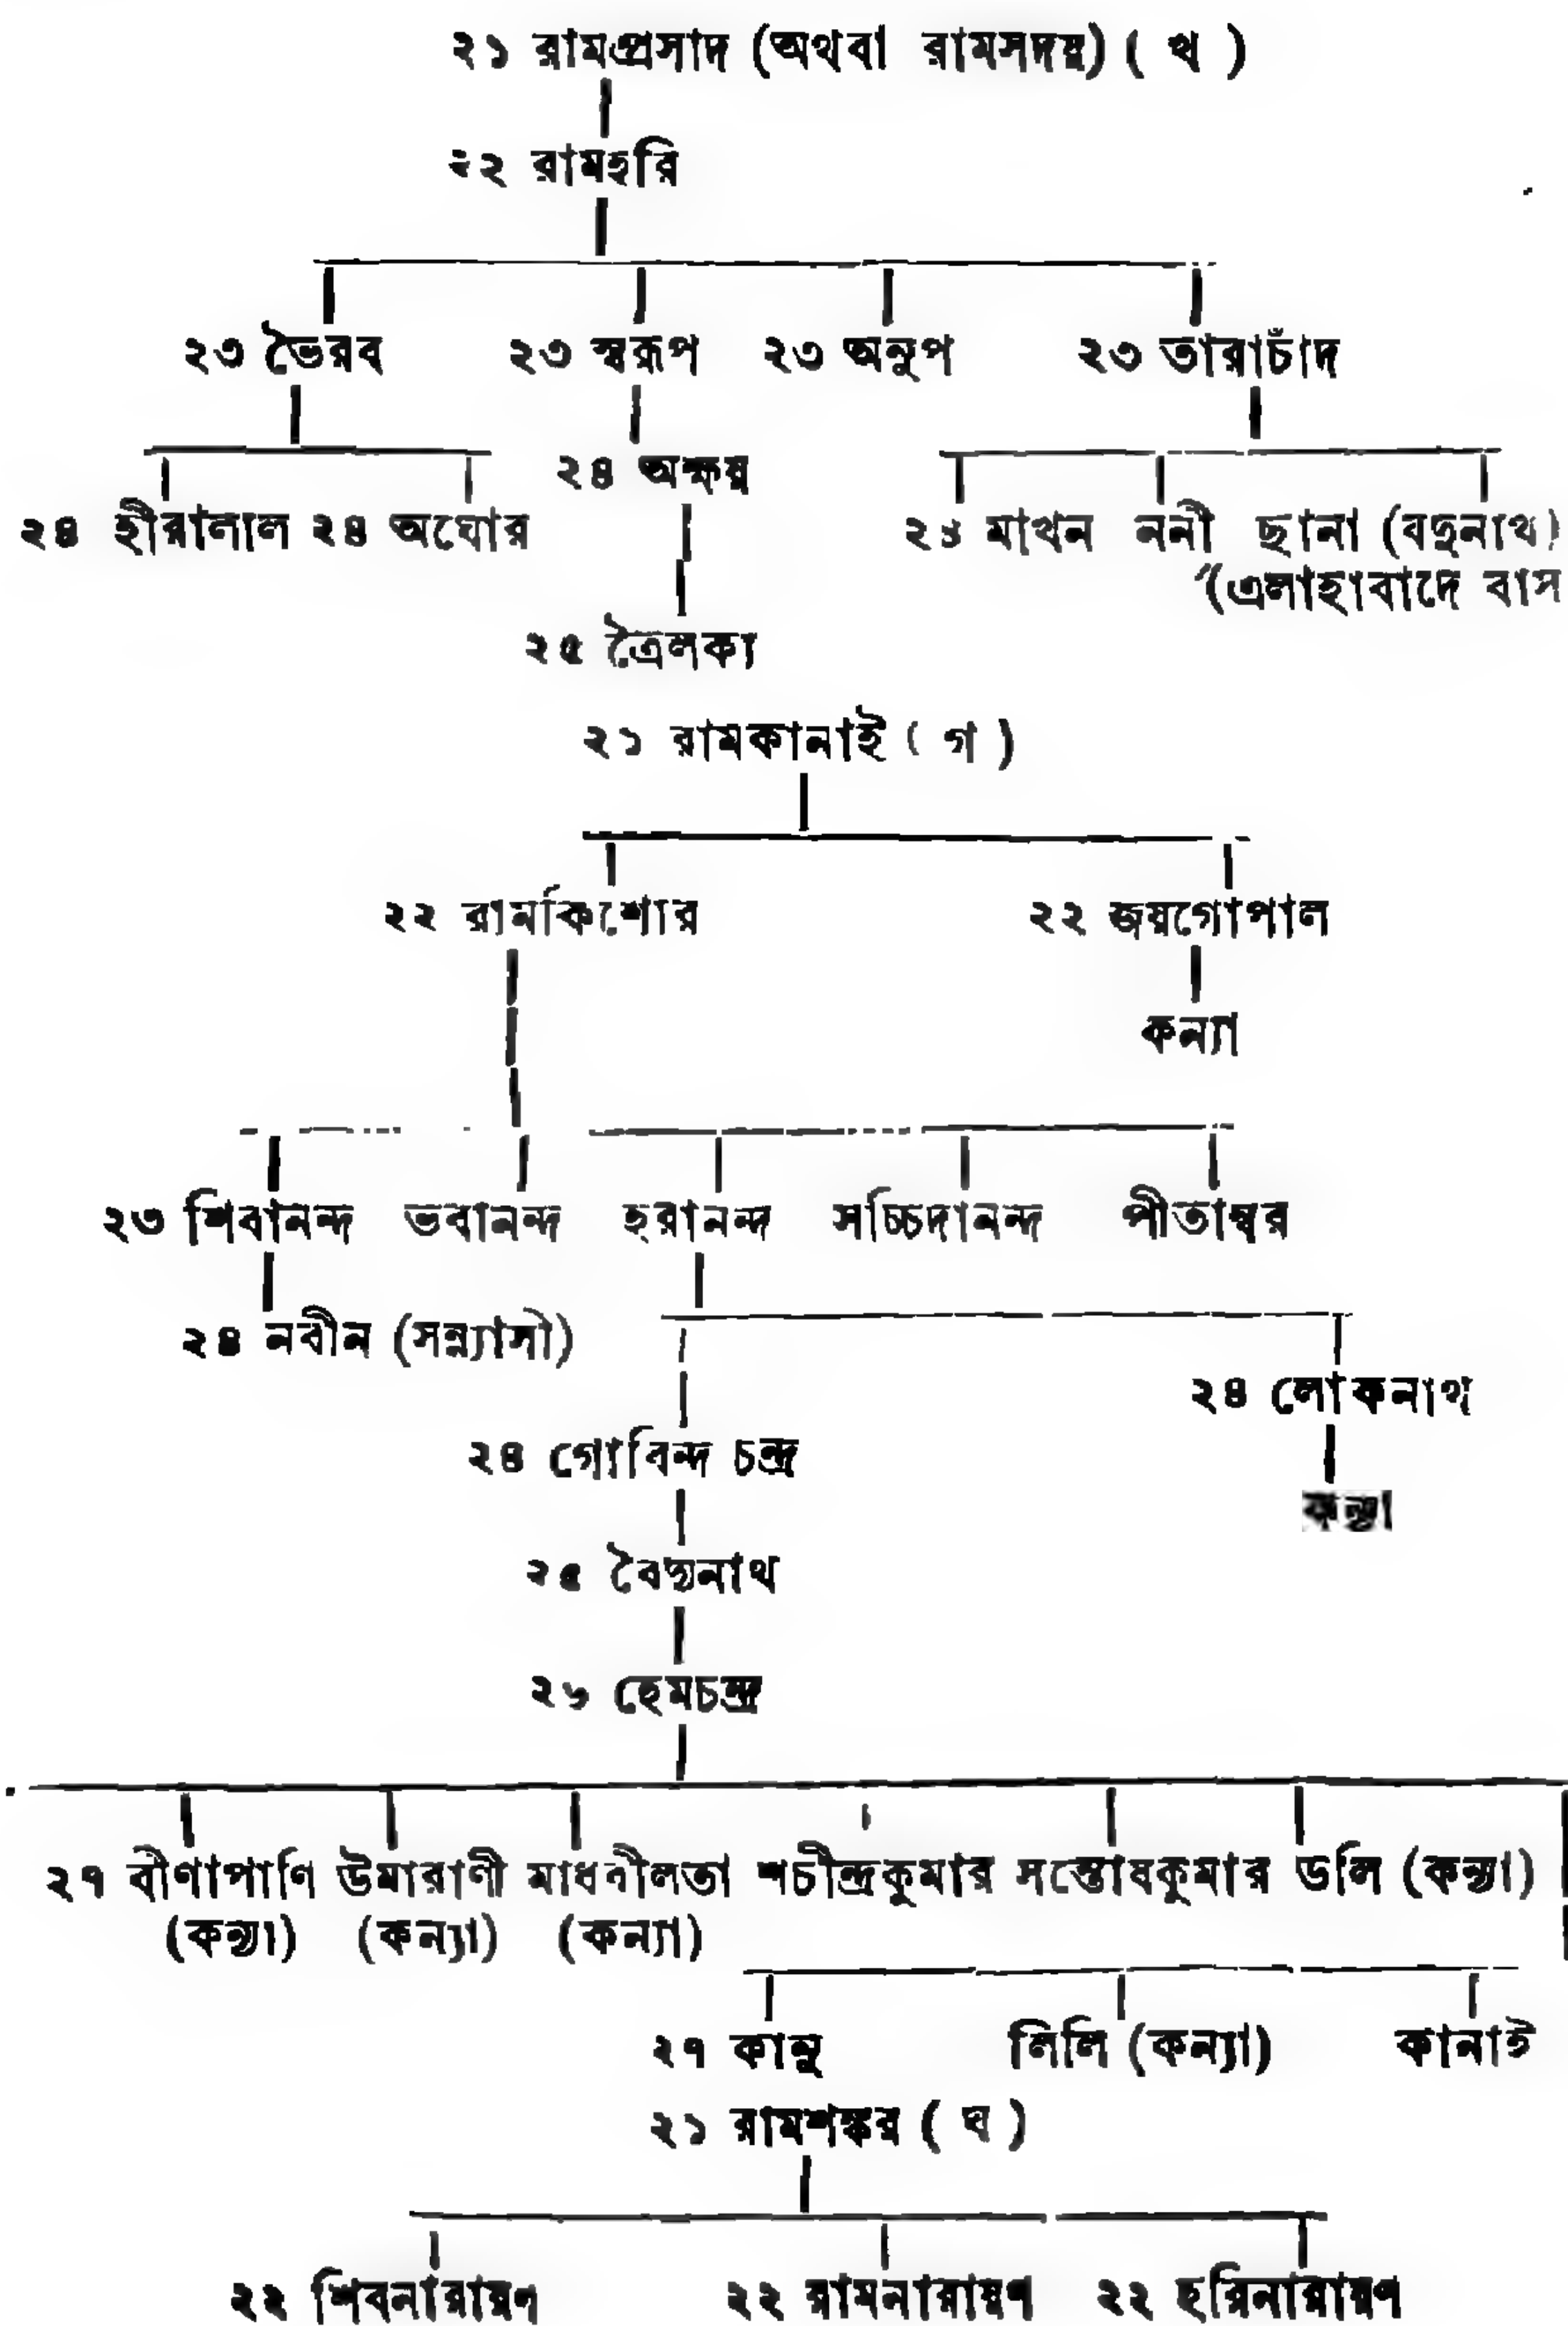 ২১ রামপ্রসাদ (অথবা রামসদয়) ( খ )
২২ রামহরি
২৩ ভৈরব ২৩ স্বরূপ ২৩ অনুপ ২৩ তারাচাঁদ
২৪ অক্ষয়
২৪ হীরালাল ২৪ অঘোর ২৪ মাখন ননী ছানা (যদুনাথ)
(এলাহাবাদে বাস
২৫ ত্রৈলক্য
২১ রামকানাই ( গ )
২২ রামকিশোর ২২ জয়গোপাল
কন্যা
২৩ শিবানন্দ ভবানন্দ হরানন্দ সচ্চিদানন্দ পীতাম্বর
২৪ নবীন (সন্ন্যাসী)
২৪ লোকনাথ
২৪ গোবিন্দ চন্দ্র
কন্যা
২৫ বৈদ্যনাথ
২৬ হেমচন্দ্র
২৭ বীণাপাণি উমারাণী মাধবীলতা শচীন্দ্রকুমার সন্তোষকুমার ডলি (কন্যা)
(কন্যা) (কন্যা) (কন্যা)
২৭ কানু লিলি (কন্যা) কানাই
২১ রামশঙ্কর ( ঘ )
২২ শিবনারায়ণ ২২ রামনারায়ণ ২২ হরিনারায়ণ